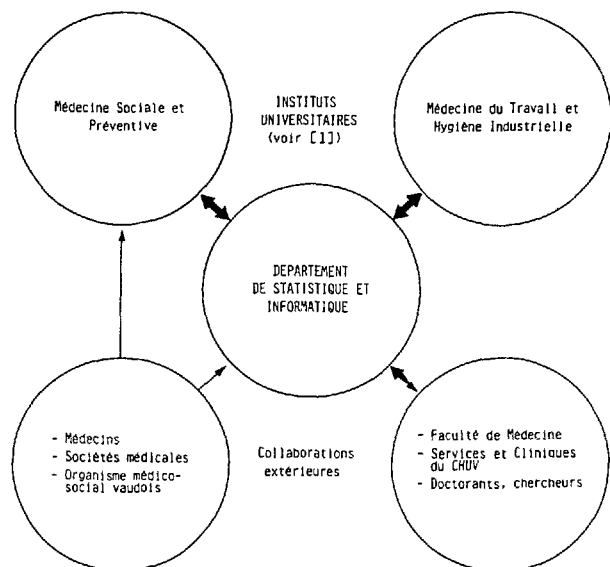 Médecine Sociale et
Préventive
INSTITUTS
UNIVERSITAIRES
(voir [1])
Médecine du Travail et
Hygiène Industrielle
DEPARTEMENT
DE STATISTIQUE ET
INFORMATIQUE
- Médecins
- Sociétés médicales
- Organisme médico-
social vaudois
Collaborations
extérieures
- Faculté de Médecine
- Services et Cliniques
du CHUV
- Doctorants, chercheurs